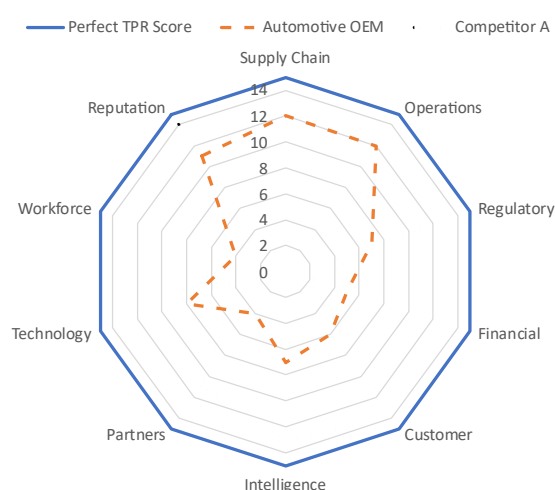 Perfect TPR Score Automotive OEM Competitor A
Supply Chain
14
Reputation Operations
12
10
8
Workforce Regulatory
6
4
2
0
Technology Financial
Partners Customer
Intelligence